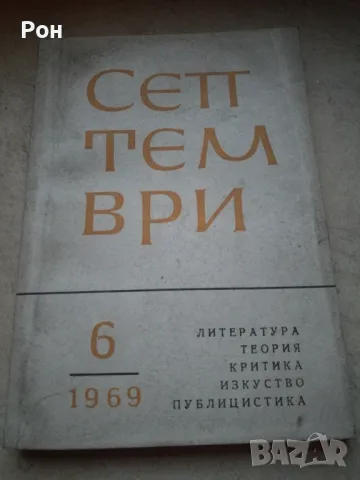 Рон
СЕП
ТЕМ
ВРИ
6
1969
ЛИТЕРАТУРА
ТЕОРИЯ
КРИТИКА
ИЗКУСТВО
ПУБЛИЦИСТИКА
BAZAR